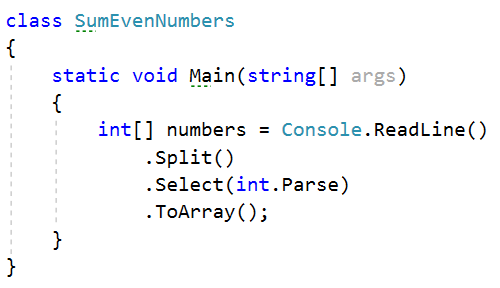 class SumEvenNumbers
{
    static void Main(string[] args)
    {
        int[] numbers = Console.ReadLine()
            .Split()
            .Select(int.Parse)
            .ToArray();
    }
}